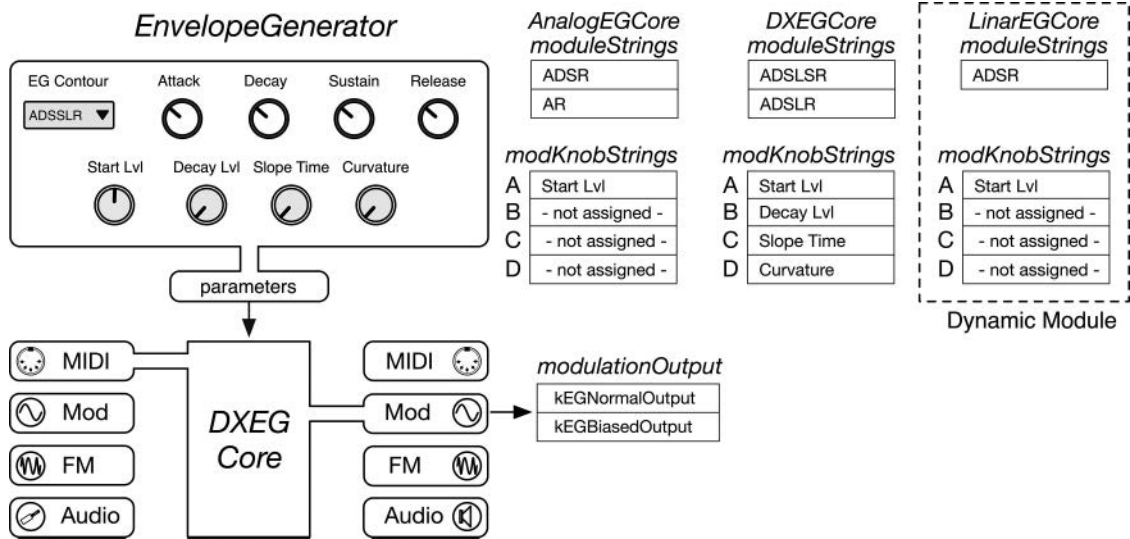 EnvelopeGenerator
EG Contour
ADSSLR
Attack
Decay
Sustain
Release
Start Lvl
Decay Lvl
Slope Time
Curvature
parameters
MIDI
Mod
FM
Audio
DXEG
Core
MIDI
Mod
FM
Audio
modulationOutput
kEGNormalOutput
kEGBiasedOutput
AnalogEGCore
moduleStrings
ADSR
AR
modKnobStrings
A Start Lvl
B - not assigned -
C - not assigned -
D - not assigned -
DXEGCore
moduleStrings
ADSLSR
ADSLR
modKnobStrings
A Start Lvl
B Decay Lvl
C Slope Time
D Curvature
LinarEGCore
moduleStrings
ADSR
modKnobStrings
A Start Lvl
B - not assigned -
C - not assigned -
D - not assigned -
Dynamic Module